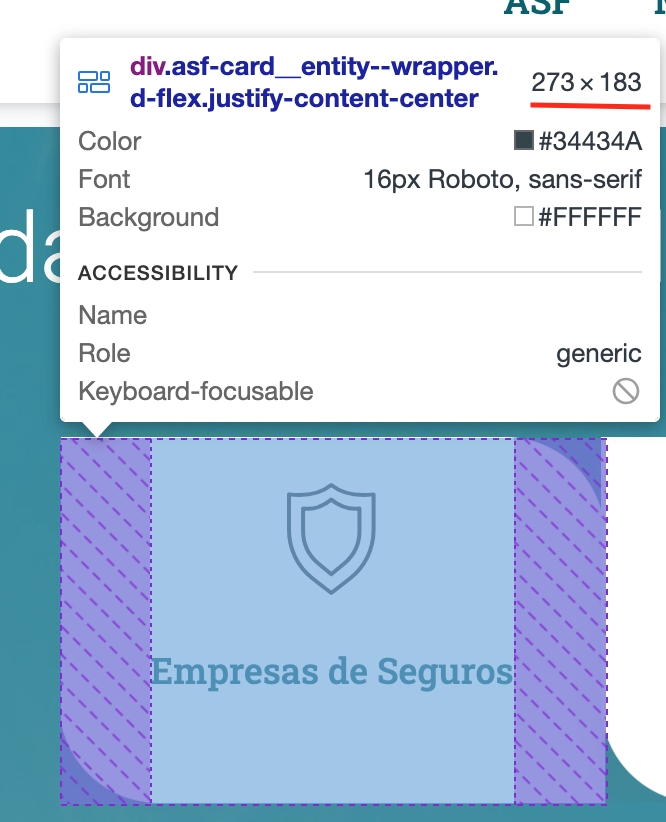 ASF
div.asf-card__entity--wrapper.
d-flex.justify-content-center
273 × 183
Color
#34434A
Font
16px Roboto, sans-serif
Background
#FFFFFF
da
ACCESSIBILITY
Name
Role
generic
Keyboard-focusable
Empresas de Seguros